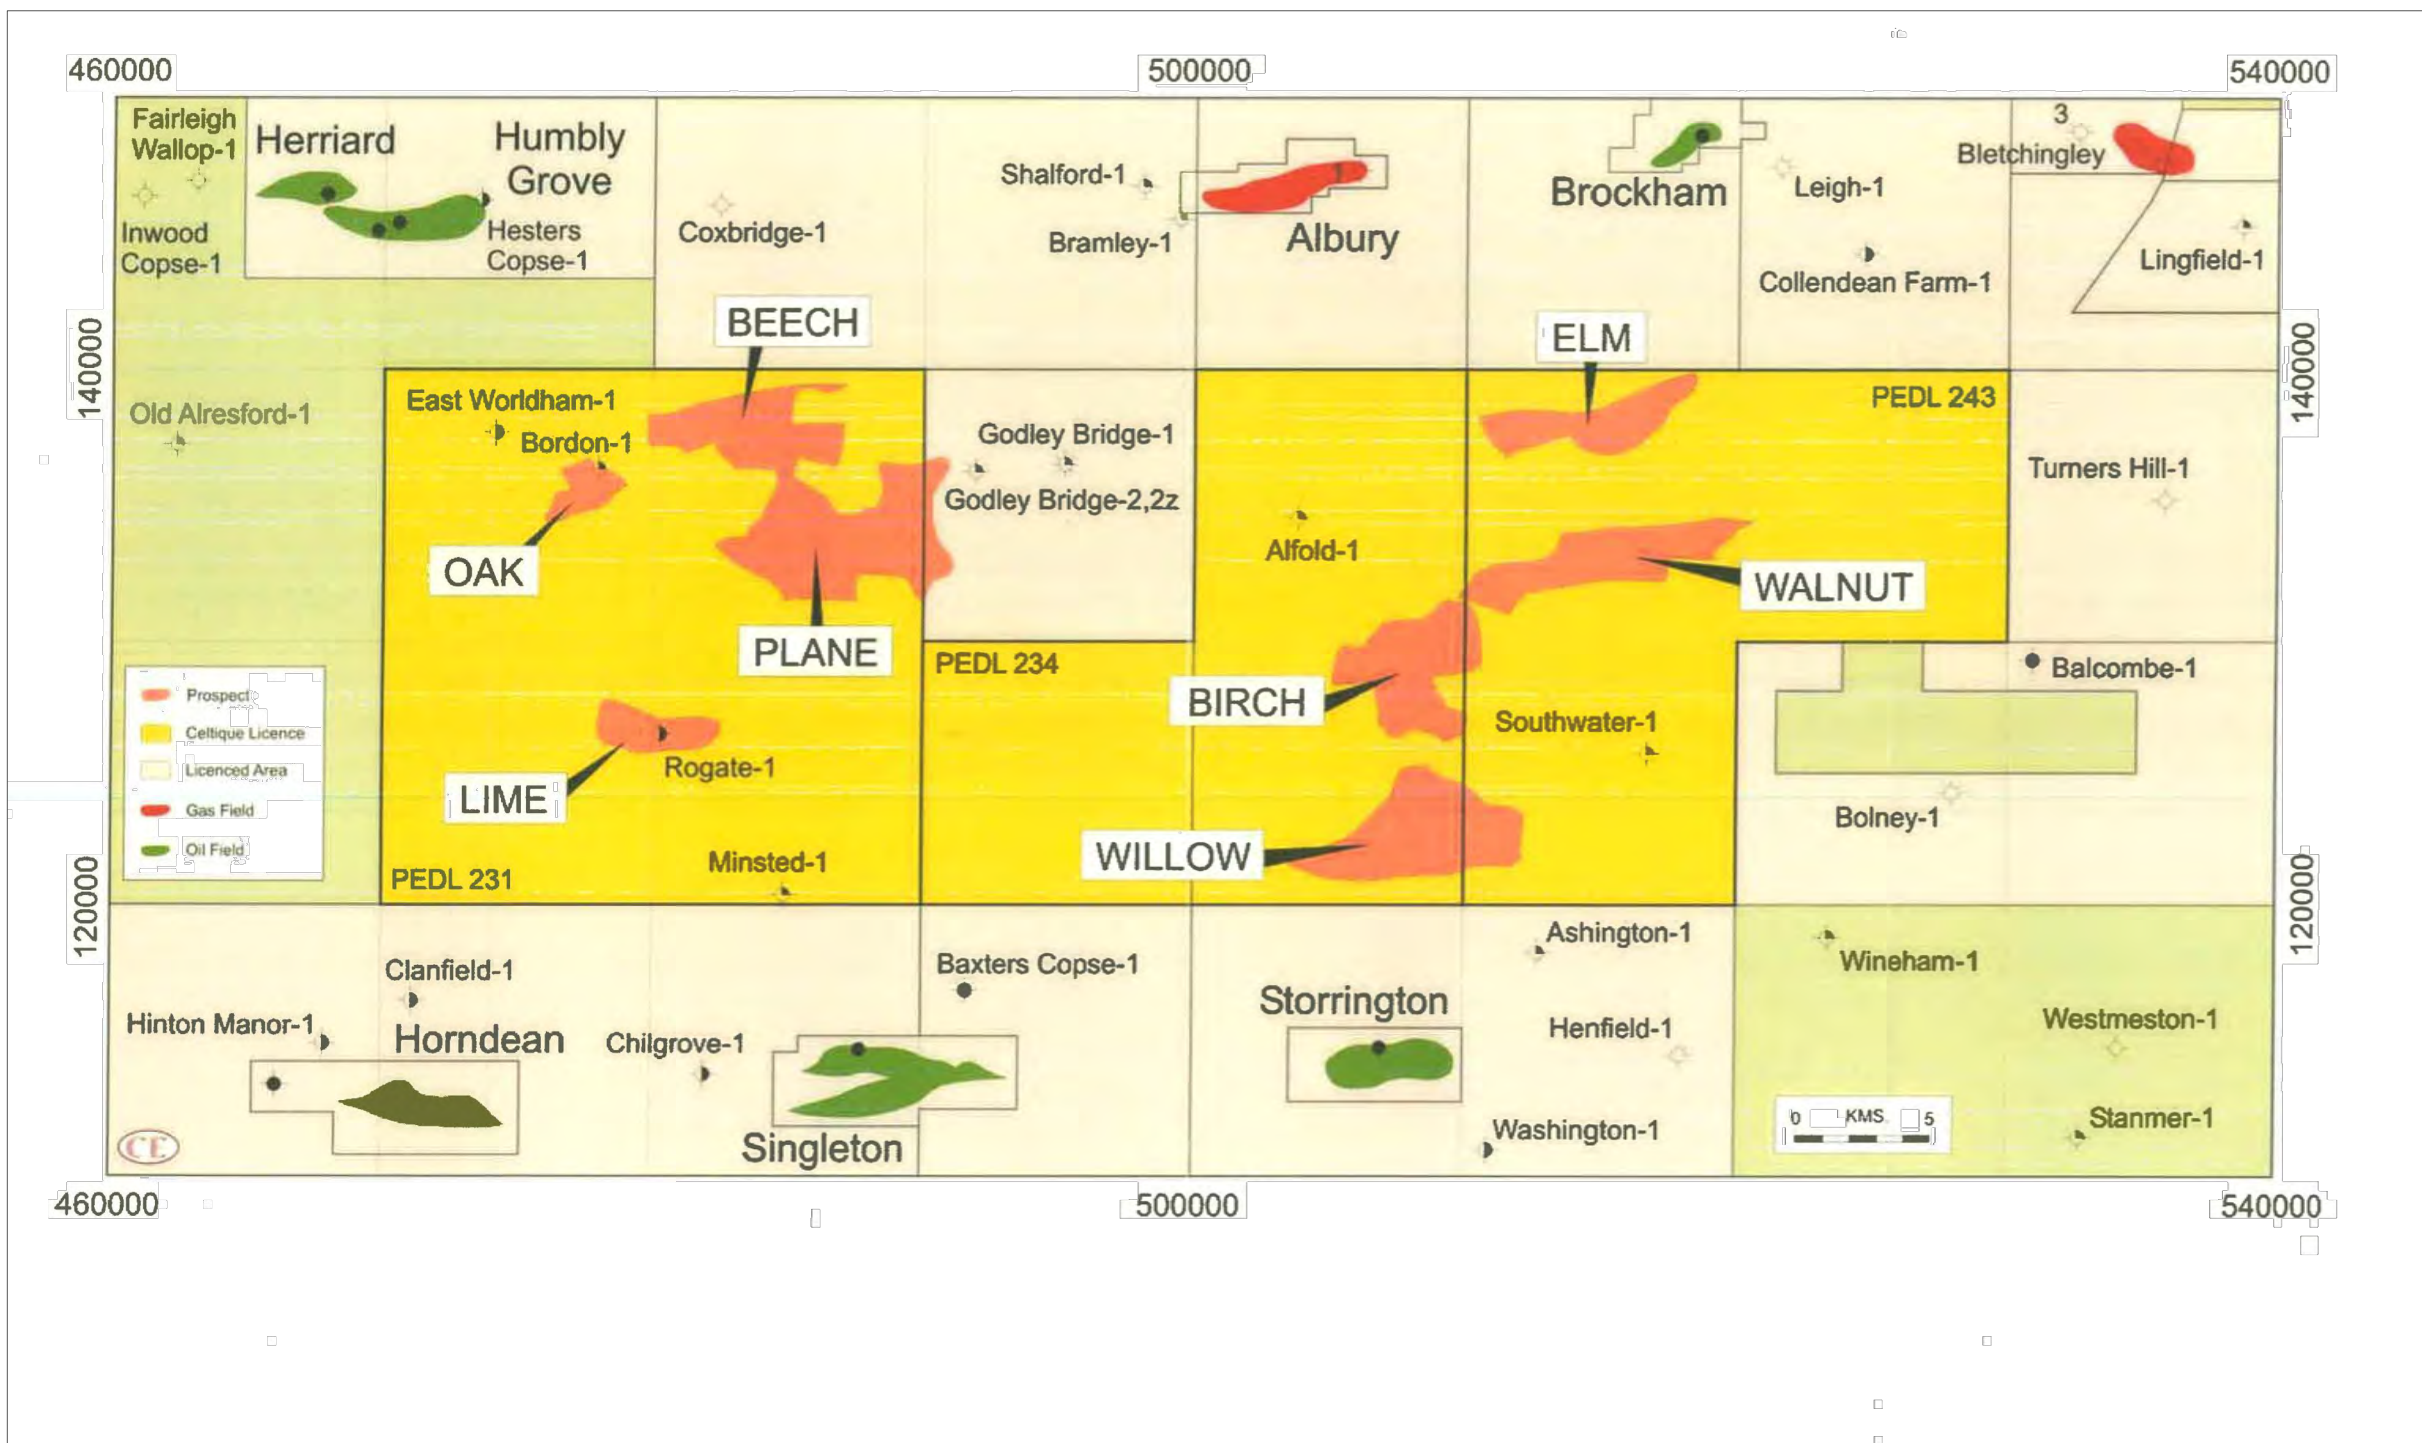 460000
500000
540000
Fairleigh
Wallop-1
Herriard
Humbly
Grove
Inwood
Copse-1
Hesters
Copse-1
Coxbridge-1
Shalford-1
Bramley-1
Albury
Brockham
Leigh-1
Collendean Farm-1
3
Bletchingley
Lingfield-1
140000
140000
BEECH
ELM
Old Alresford-1
East Worldham-1
Bordon-1
OAK
PLANE
Godley Bridge-1
Godley Bridge-2,2z
Alfold-1
PEDL 243
Turners Hill-1
WALNUT
PEDL 234
BIRCH
Southwater-1
Balcombe-1
Prospect
Celtique Licence
Licenced Area
Gas Field
Oil Field
Rogate-1
LIME
Bolney-1
WILLOW
Minsted-1
PEDL 231
120000
120000
Clanfield-1
Hinton Manor-1
Horndean
Chilgrove-1
Baxters Copse-1
Singleton
Storrington
Ashington-1
Henfield-1
Washington-1
Wineham-1
Westmeston-1
Stanmer-1
0 KMS 5
CE
460000
500000
540000